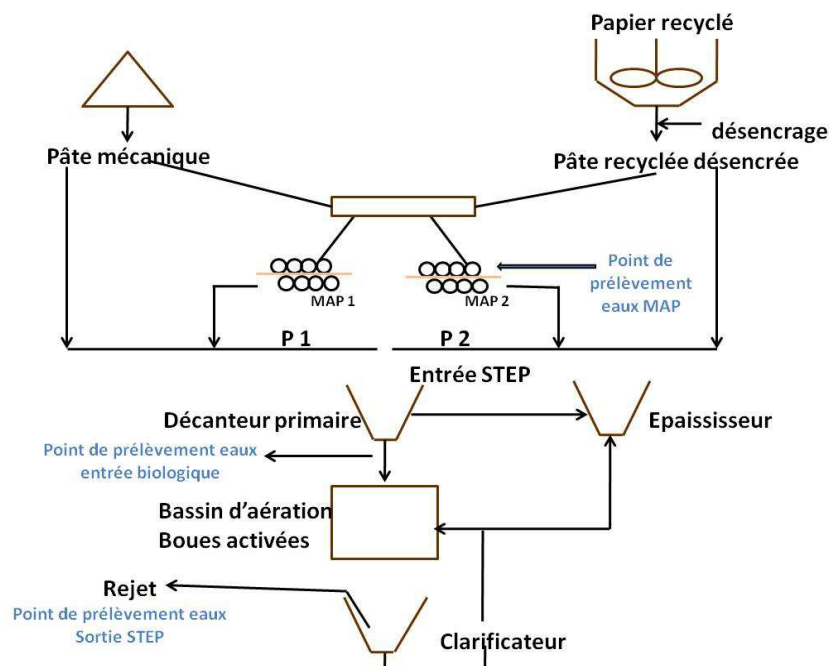 Papier recyclé
désencrage
Pâte mécanique
Pâte recyclée désencrée
Point de
prélèvement
eaux MAP
MAP 1
MAP 2
P 1
P 2
Entrée STEP
Décanteur primaire
Epaississeur
Point de prélèvement eaux
entrée biologique
Bassin d'aération
Boues activées
Rejet
Point de prélèvement eaux
Sortie STEP
Clarificateur